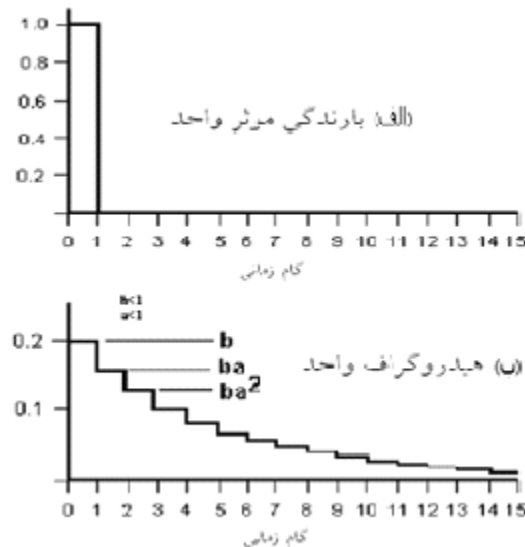 1.0
0.8
0.6
0.4
0.2
(الف) بارندگي موثر واحد
0 1 2 3 4 5 6 7 8 9 10 11 12 13 14 15
گام زمانی
b<1
a<1
0.2
b
ba
(ب) هیدروگراف واحد
ba²
0.1
0 1 2 3 4 5 6 7 8 9 10 11 12 13 14 15
گام زمانی